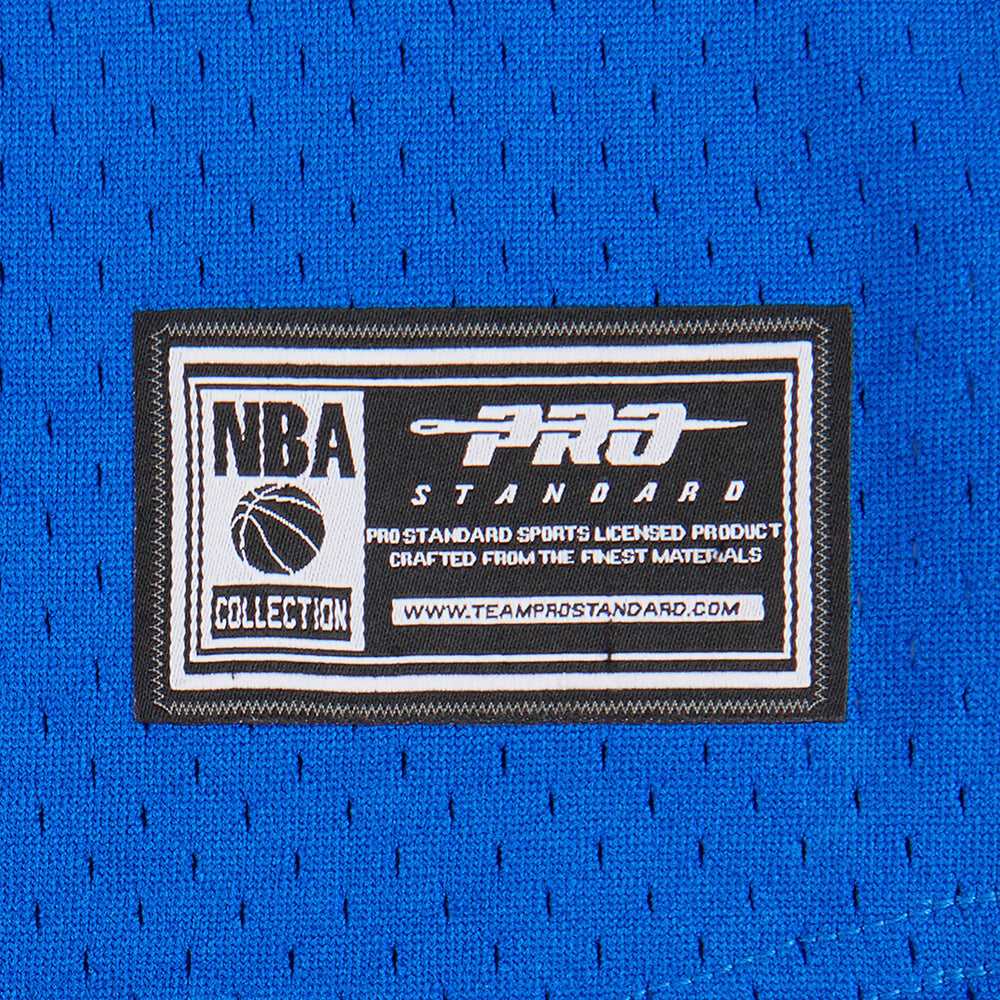 NBA
COLLECTION
PRO
STANDARD
PRO STANDARD SPORTS LICENSED PRODUCT
CRAFTED FROM THE FINEST MATERIALS
WWW.TEAMPROSTANDARD.COM